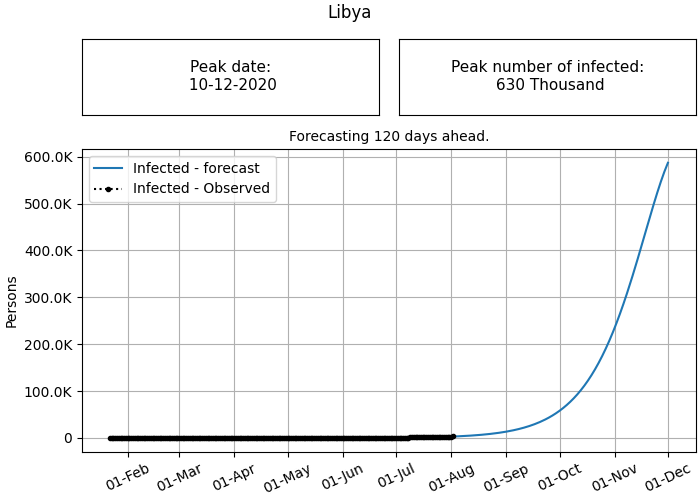 Libya
Peak date:
10-12-2020
Peak number of infected:
630 Thousand
Forecasting 120 days ahead.
Infected - forecast
Infected - Observed
Persons
600.0K
500.0K
400.0K
300.0K
200.0K
100.0K
0
01-Feb
01-Mar
01-Apr
01-May
01-Jun
01-Jul
01-Aug
01-Sep
01-Oct
01-Nov
01-Dec